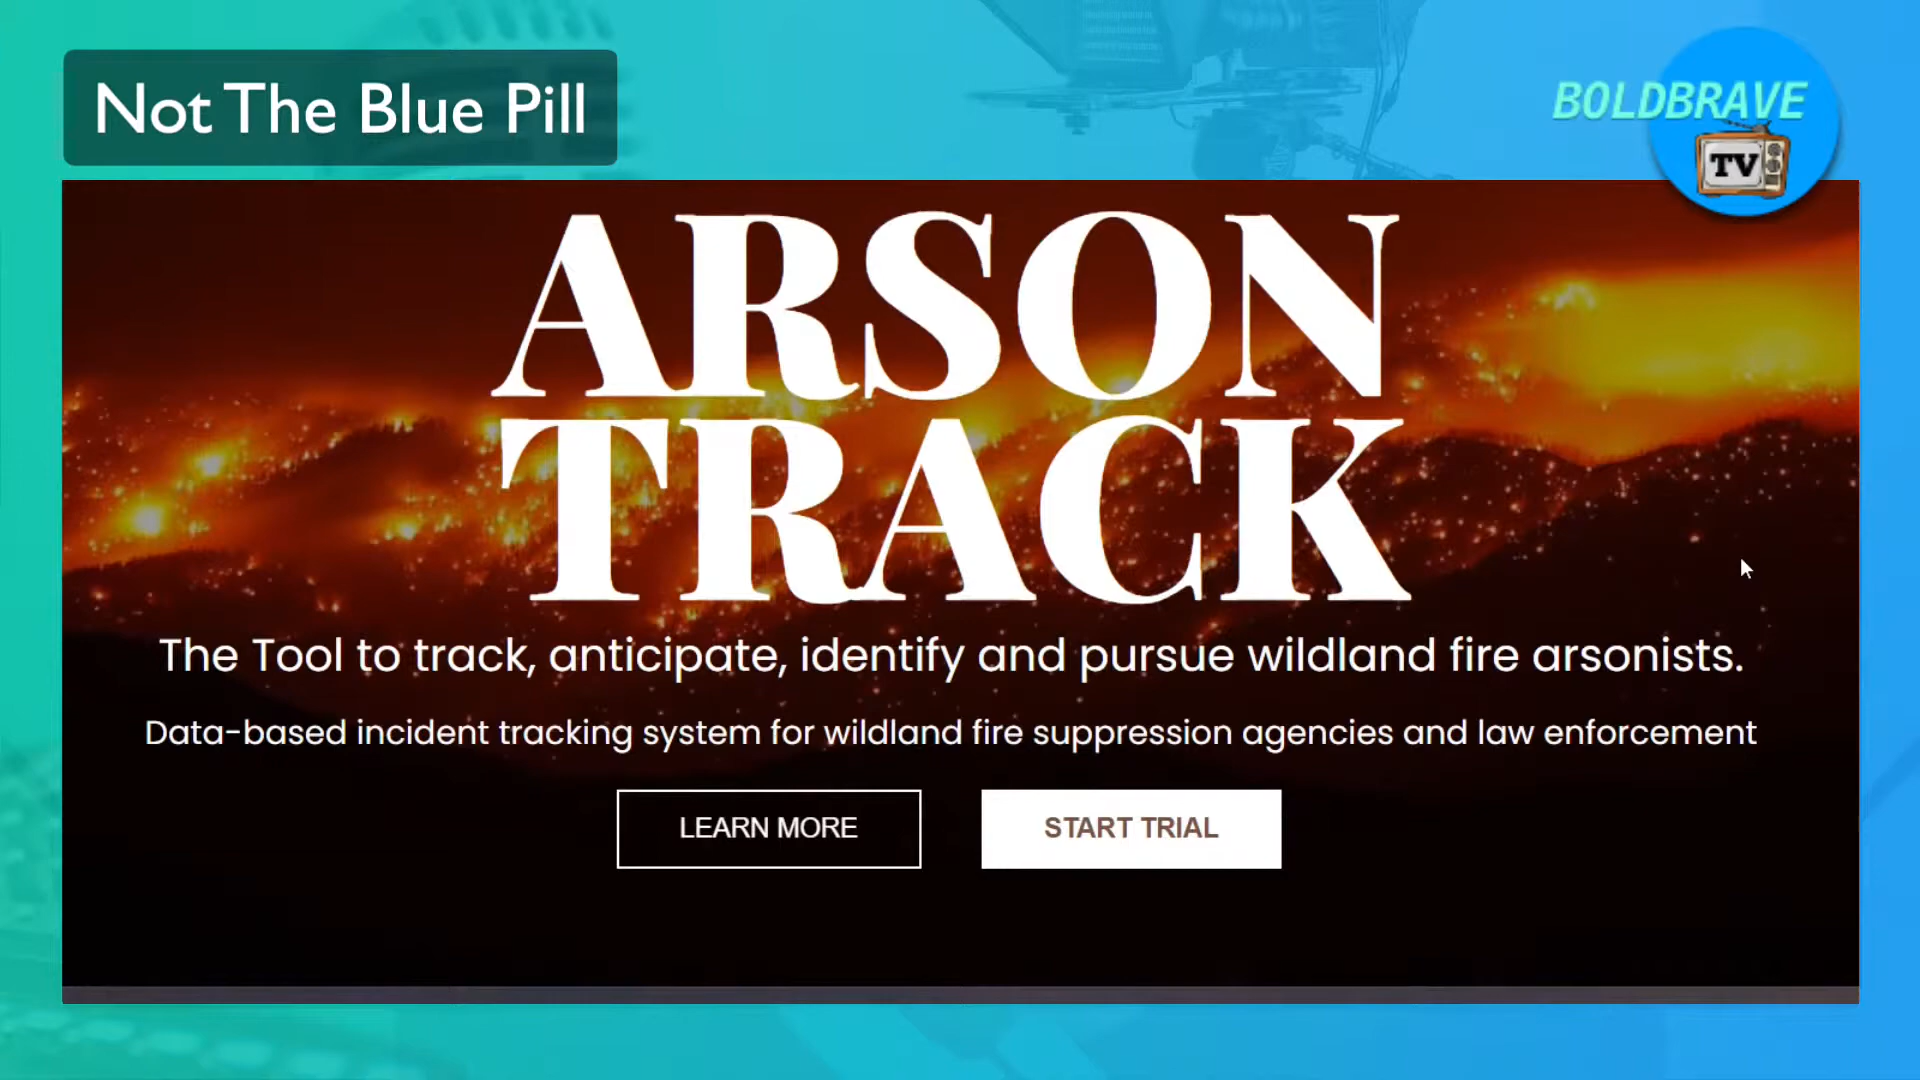 Not The Blue Pill
BOLDBRAVE
TV
ARSON
TRACK
The Tool to track, anticipate, identify and pursue wildland fire arsonists.
Data-based incident tracking system for wildland fire suppression agencies and law enforcement
LEARN MORE
START TRIAL